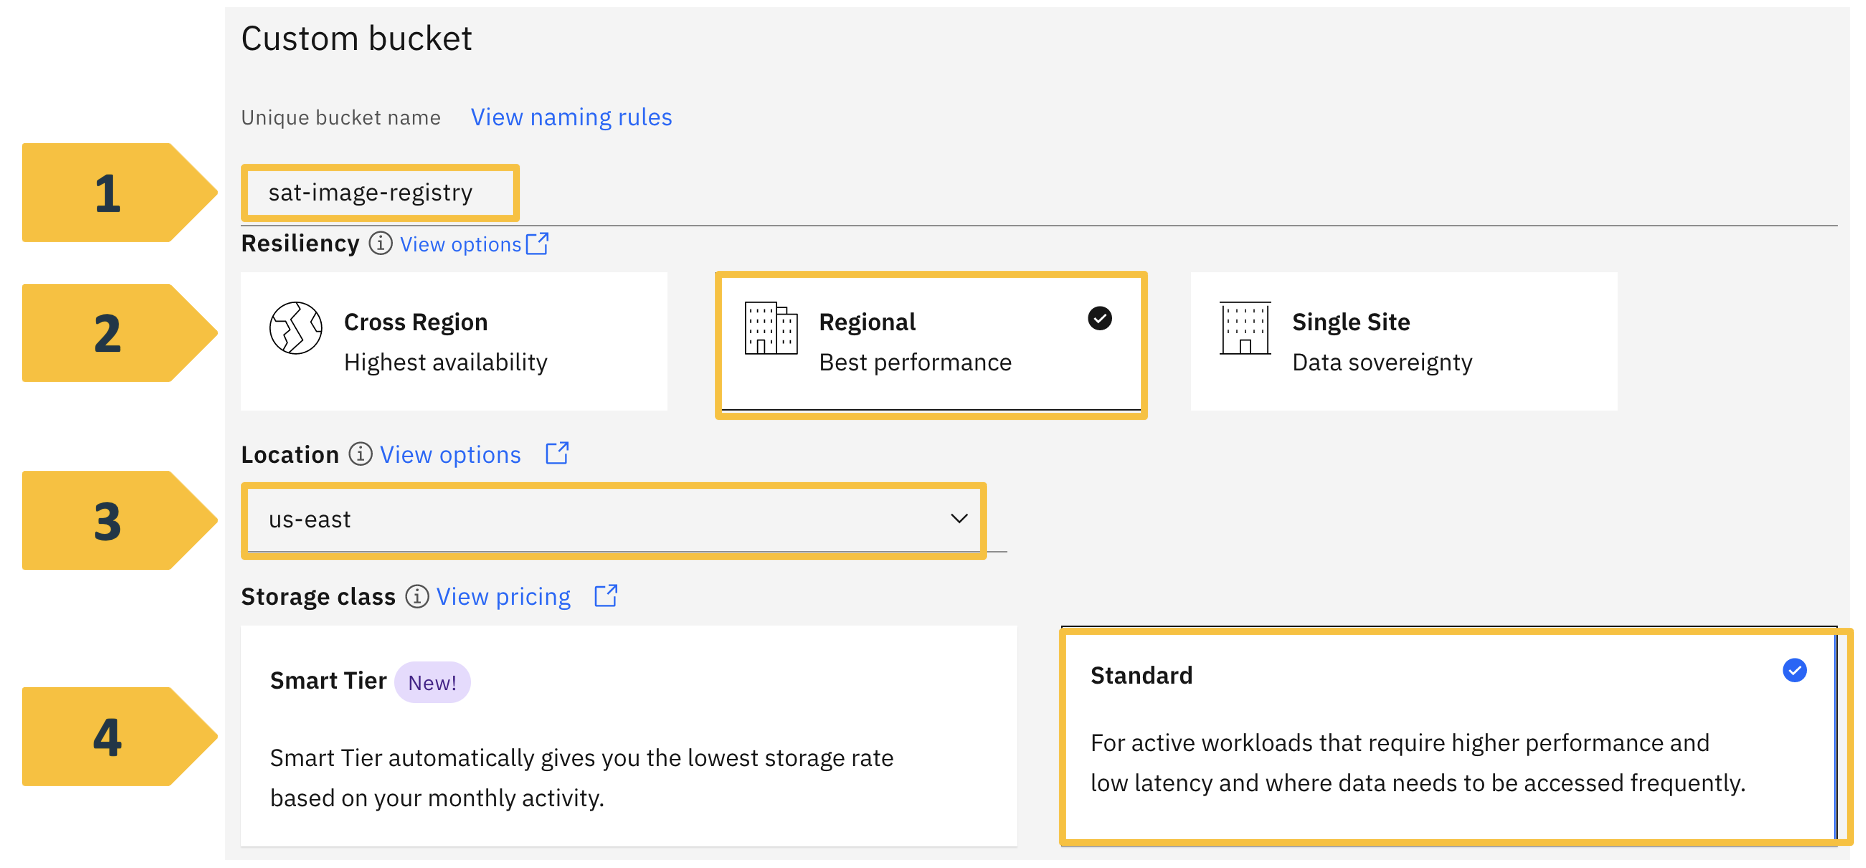 Custom bucket
Unique bucket name View naming rules
1
sat-image-registry
Resiliency View options
2
Cross Region
Highest availability
Regional
Best performance
Single Site
Data sovereignty
Location View options
3
us-east
Storage class View pricing
4
Smart Tier New!
Smart Tier automatically gives you the lowest storage rate
based on your monthly activity.
Standard
For active workloads that require higher performance and
low latency and where data needs to be accessed frequently.